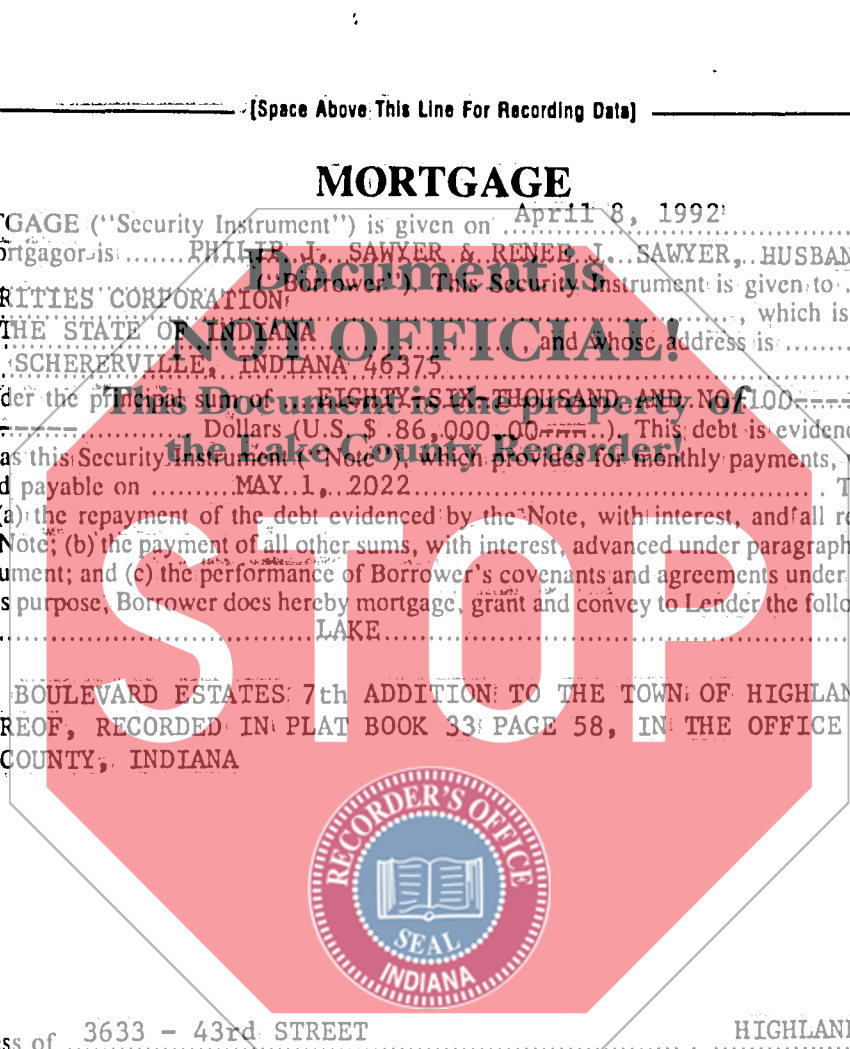 [Space Above This Line For Recording Data]
MORTGAGE
TGAGE ("Security Instrument") is given on April 8, 1992
ortgagor is PHILIP J. SAWYER & RENEE J. SAWYER, HUSBAN
("Borrower"). This Security Instrument is given to
RITIES CORPORATION
, which is
THE STATE OF INDIANA , and whose address is
SCHERERVILLE, INDIANA 46375
der the principal sum of EIGHTY-SIX-THOUSAND AND NO/100----
----- Dollars (U.S. $ 86,000.00--- ). This debt is eviden
as this Security Instrument ("Note"), which provides for monthly payments,
d payable on MAY 1, 2022 . T
(a) the repayment of the debt evidenced by the Note, with interest, and all re
Note; (b) the payment of all other sums, with interest, advanced under paragraph
ument; and (c) the performance of Borrower's covenants and agreements under
s purpose, Borrower does hereby mortgage, grant and convey to Lender the follo
LAKE
BOULEVARD ESTATES 7th ADDITION TO THE TOWN OF HIGHLAN
REOF, RECORDED IN PLAT BOOK 33 PAGE 58, IN THE OFFICE
COUNTY, INDIANA
ss of 3633 - 43rd STREET HIGHLAN
Document is
NOT OFFICIAL!
This Document is the property of
the Lake County Recorder!
STOP
RECORDER'S OFFICE
SEAL
INDIANA